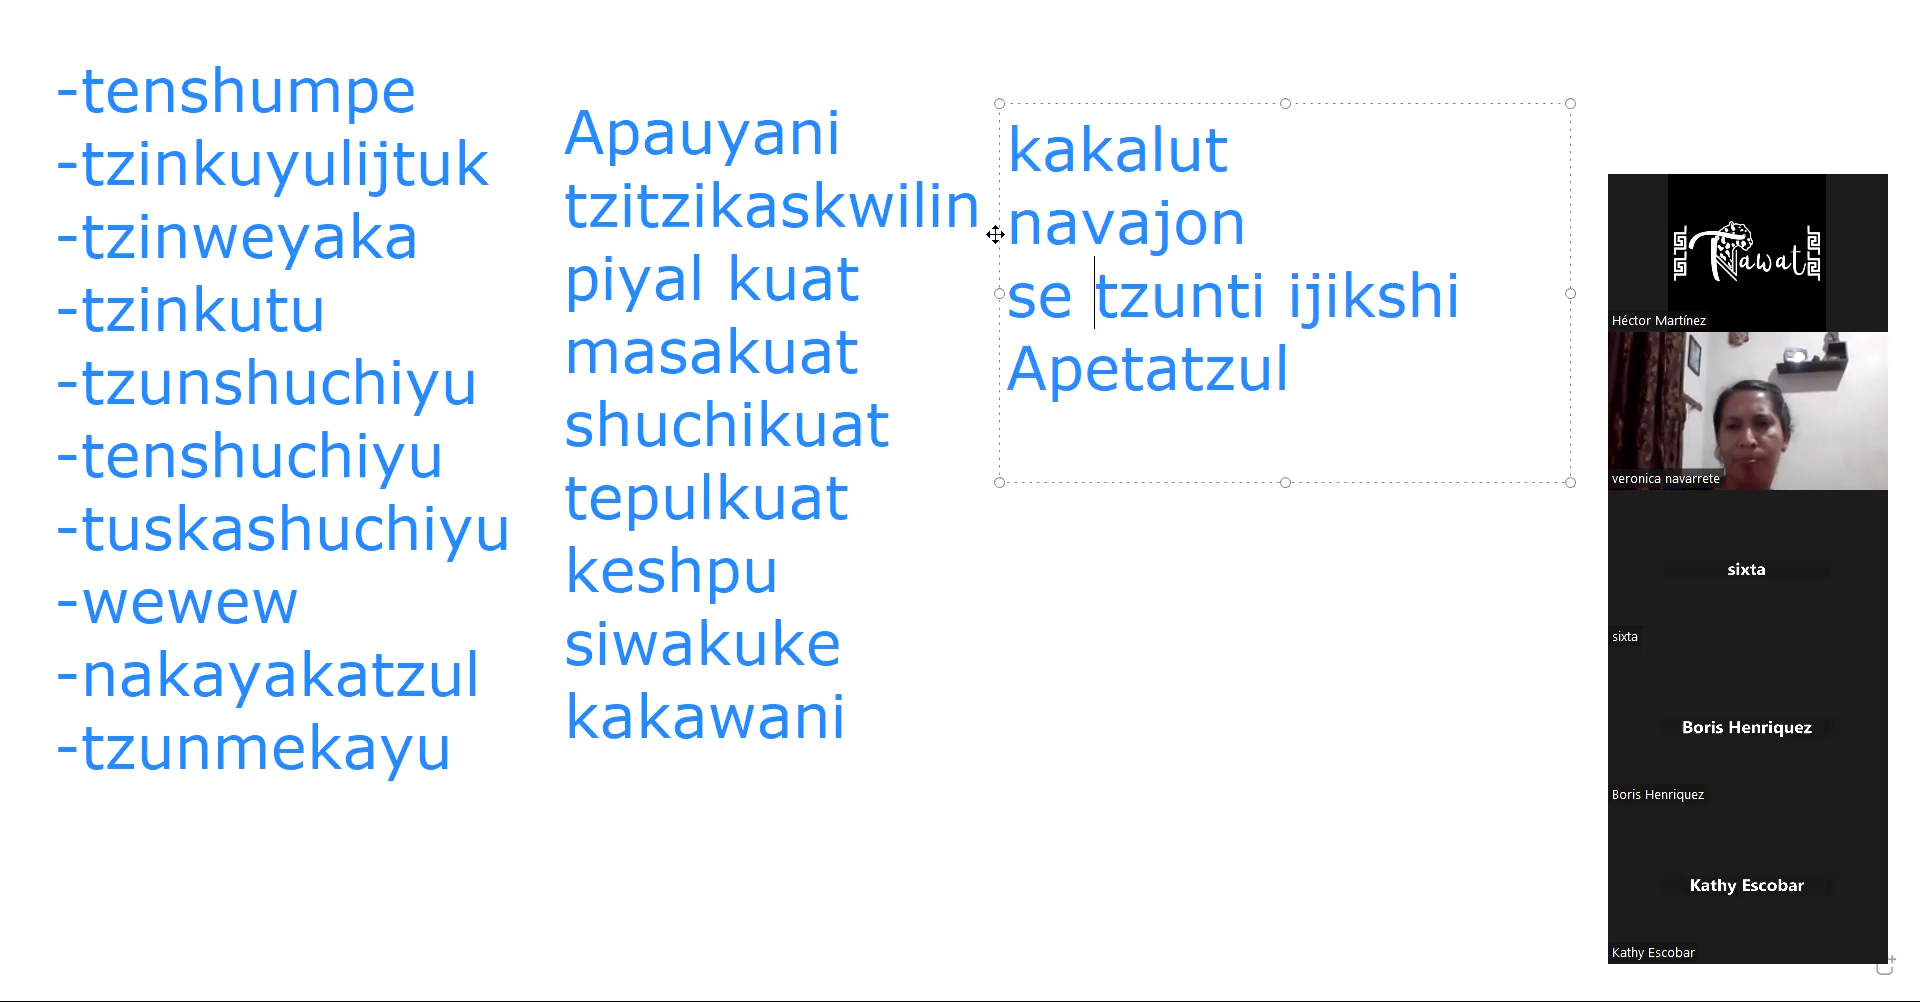 -tenshumpe
-tzinkuyulijtuk
-tzinweyaka
-tzinkutu
-tzunshuchiyu
-tenshuchiyu
-tuskashuchiyu
-wewew
-nakayakatzul
-tzunmekayu
Apauyani
tzitzikaskwilin
piyal kuat
masakuat
shuchikuat
tepulkuat
keshpu
siwakuke
kakawani
kakalut
navajon
se tzunti ijikshi
Apetatzul
Tawat
Héctor Martínez
veronica navarrete
sixta
sixta
Boris Henriquez
Boris Henriquez
Kathy Escobar
Kathy Escobar